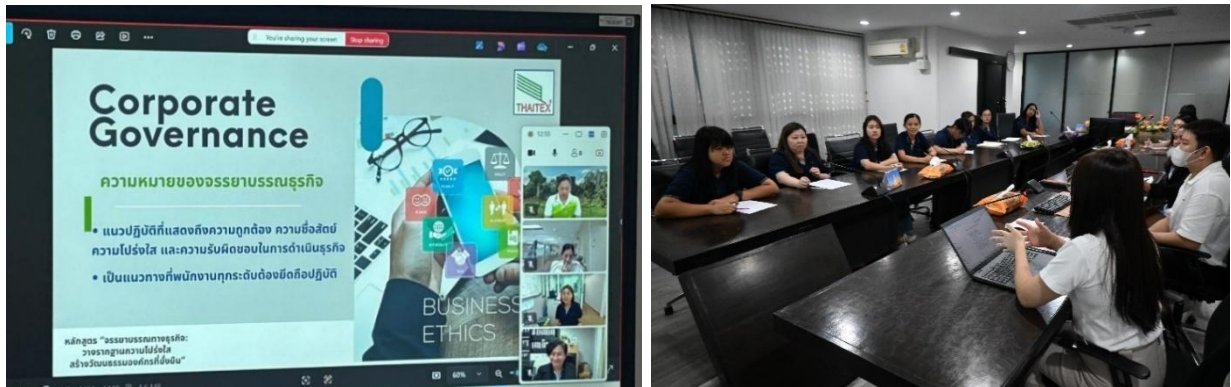 You're sharing your screen
Stop sharing
Corporate
Governance
THAITEX
12:50
ความหมายของจรรยาบรรณธุรกิจ
• แนวปฏิบัติที่แสดงถึงความถูกต้อง ความซื่อสัตย์
ความโปร่งใส และความรับผิดชอบในการดำเนินธุรกิจ
• เป็นแนวทางที่พนักงานทุกระดับต้องยึดถือปฏิบัติ
BUSINESS
ETHICS
หลักสูตร "จรรยาบรรณทางธุรกิจ:
วางรากฐานความโปร่งใส
สร้างวัฒนธรรมองค์กรที่ยั่งยืน"
60%